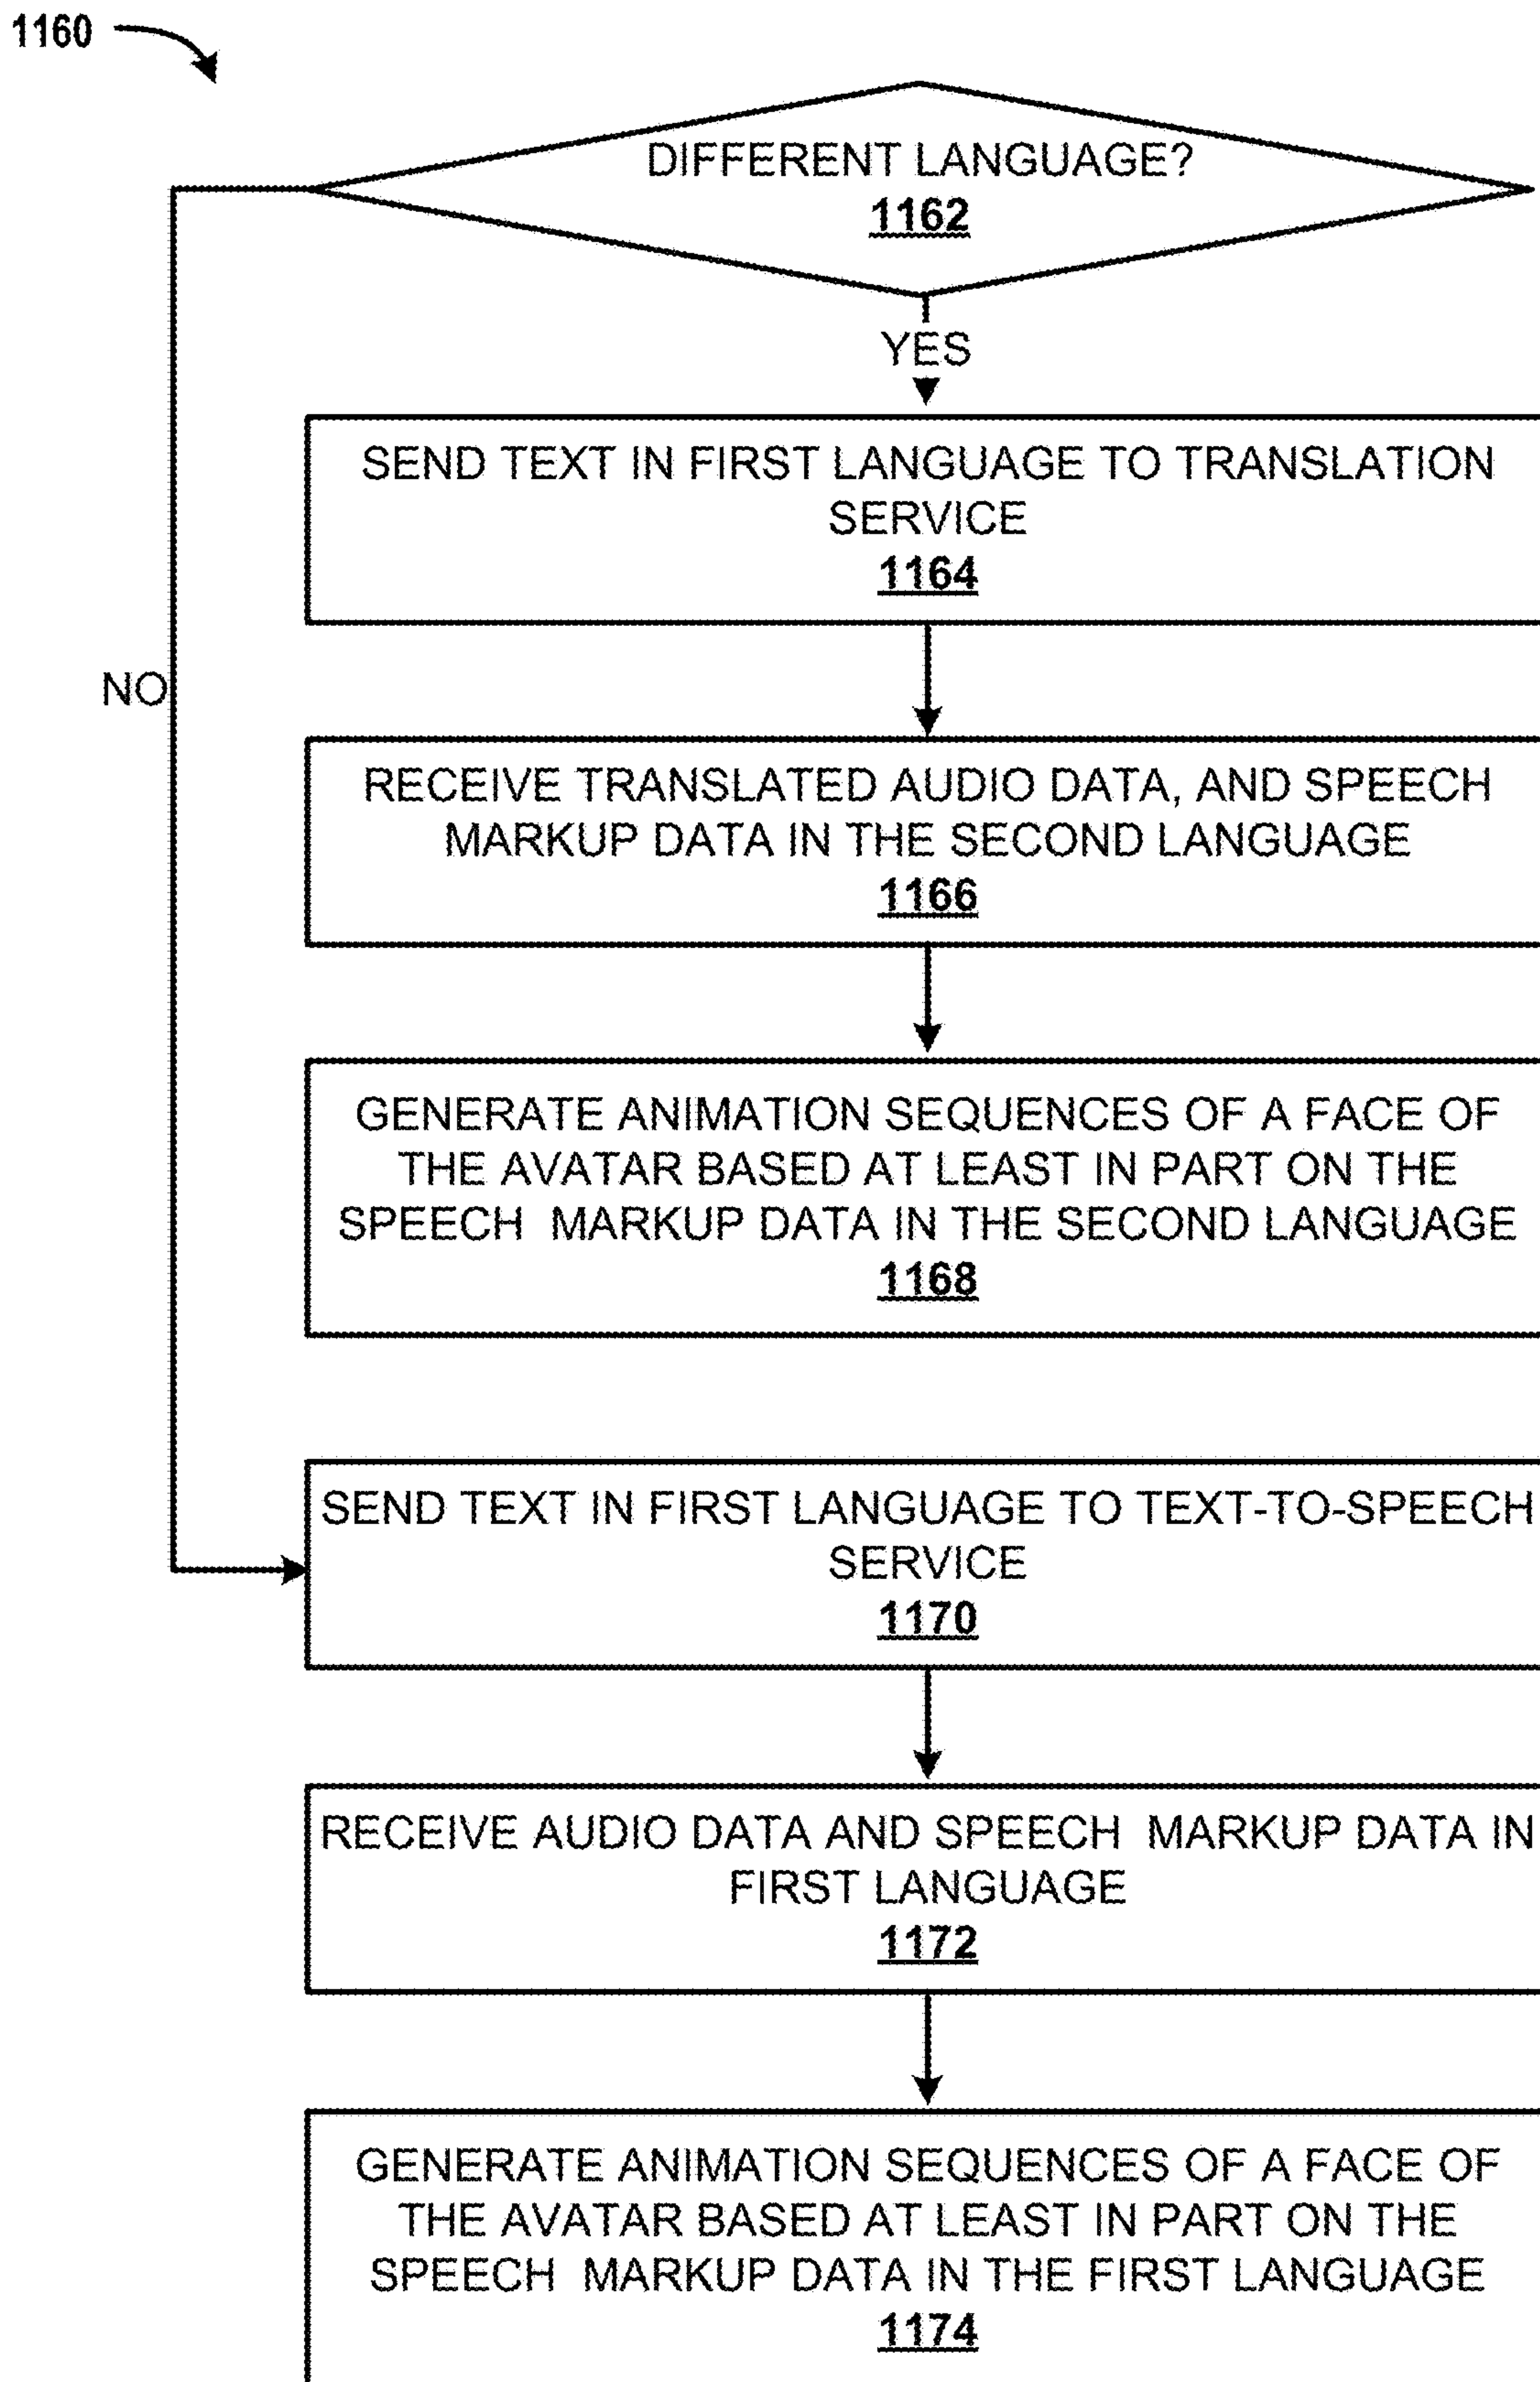 1160
DIFFERENT LANGUAGE?
1162
YES
SEND TEXT IN FIRST LANGUAGE TO TRANSLATION
SERVICE
1164
NO
RECEIVE TRANSLATED AUDIO DATA, AND SPEECH
MARKUP DATA IN THE SECOND LANGUAGE
1166
GENERATE ANIMATION SEQUENCES OF A FACE OF
THE AVATAR BASED AT LEAST IN PART ON THE
SPEECH MARKUP DATA IN THE SECOND LANGUAGE
1168
SEND TEXT IN FIRST LANGUAGE TO TEXT-TO-SPEECH
SERVICE
1170
RECEIVE AUDIO DATA AND SPEECH MARKUP DATA IN
FIRST LANGUAGE
1172
GENERATE ANIMATION SEQUENCES OF A FACE OF
THE AVATAR BASED AT LEAST IN PART ON THE
SPEECH MARKUP DATA IN THE FIRST LANGUAGE
1174